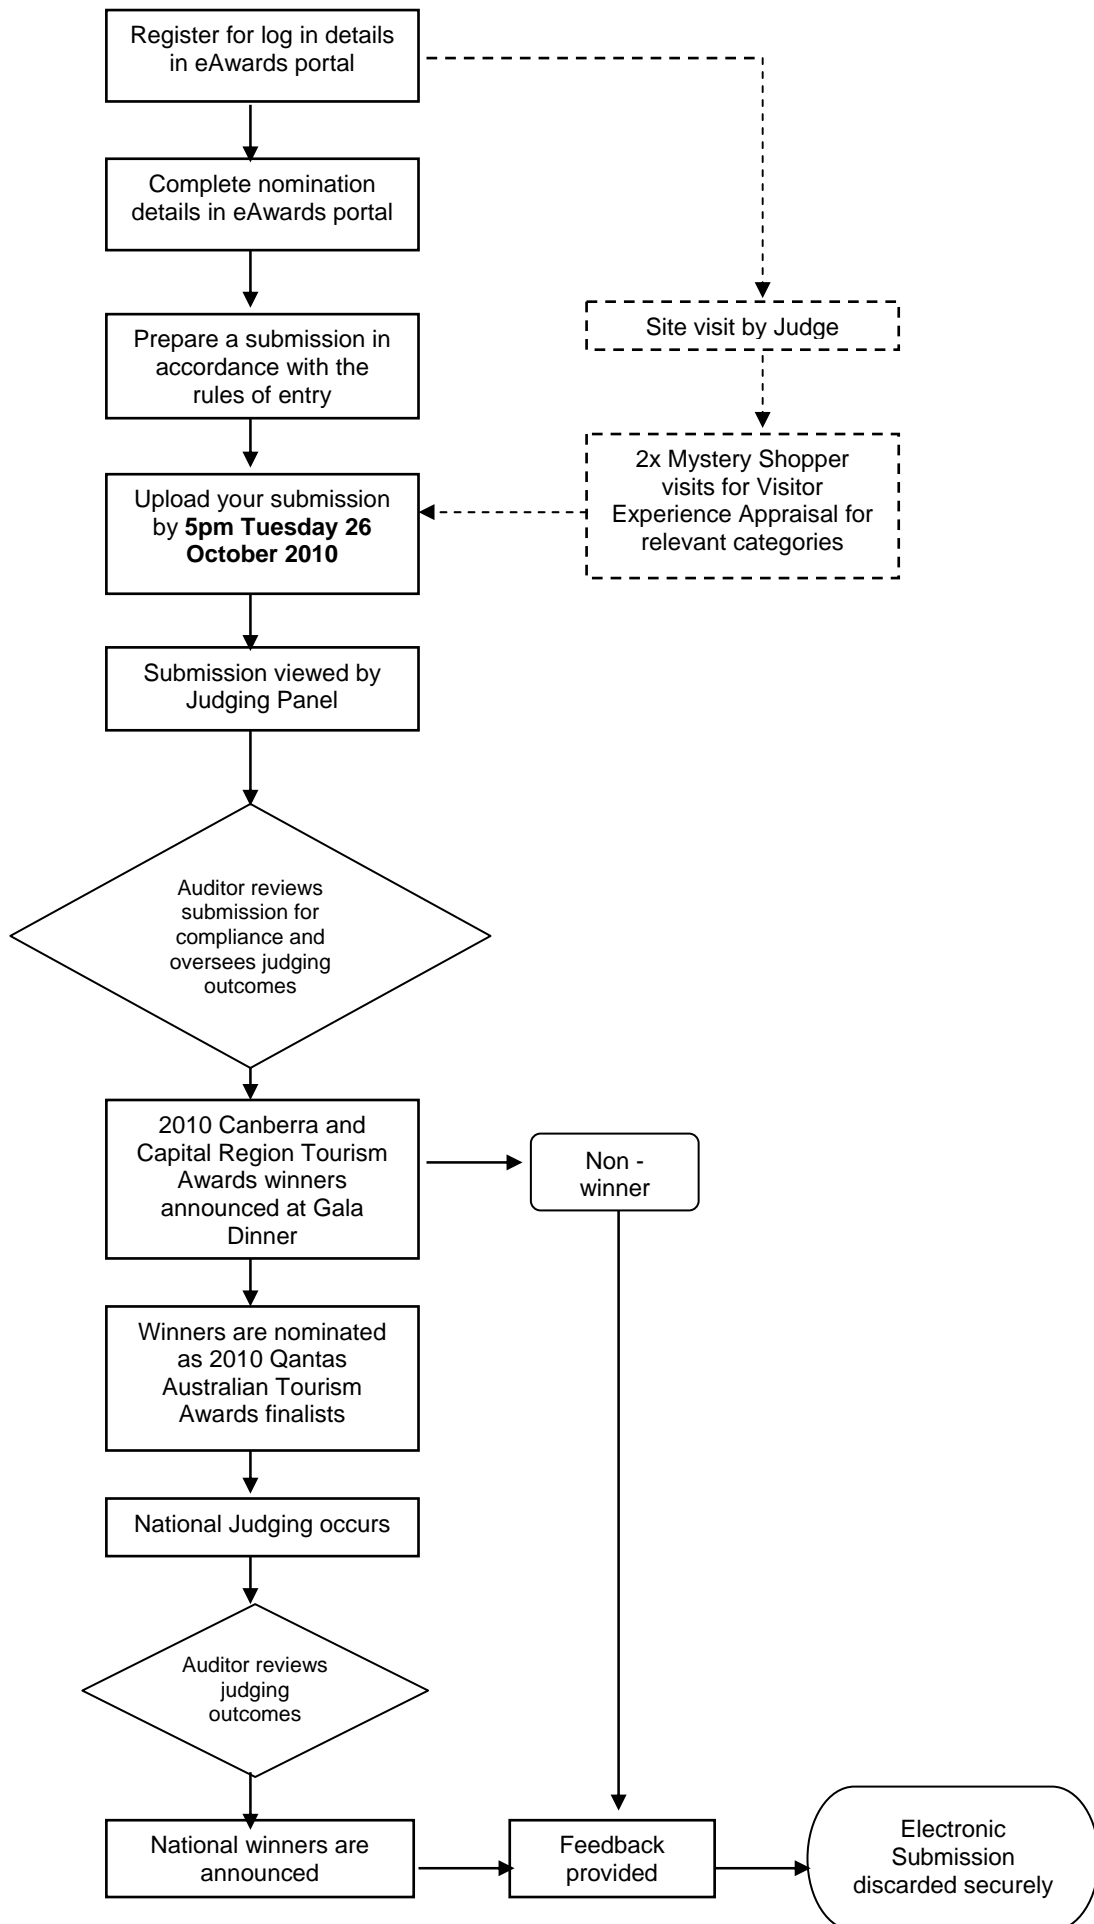 Register for log in details
in eAwards portal
Complete nomination
details in eAwards portal
Prepare a submission in
accordance with the
rules of entry
Site visit by Judge
2x Mystery Shopper
visits for Visitor
Experience Appraisal for
relevant categories
Upload your submission
by 5pm Tuesday 26
October 2010
Submission viewed by
Judging Panel
Auditor reviews
submission for
compliance and
oversees judging
outcomes
2010 Canberra and
Capital Region Tourism
Awards winners
announced at Gala
Dinner
Non -
winner
Winners are nominated
as 2010 Qantas
Australian Tourism
Awards finalists
National Judging occurs
Auditor reviews
judging
outcomes
National winners are
announced
Feedback
provided
Electronic
Submission
discarded securely